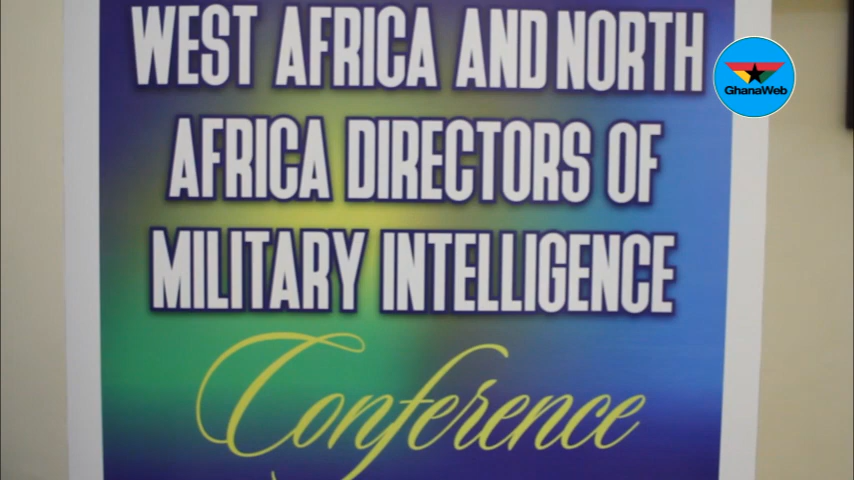 WEST AFRICA AND NORTH
AFRICA DIRECTORS OF
MILITARY INTELLIGENCE
Conference
GhanaWeb